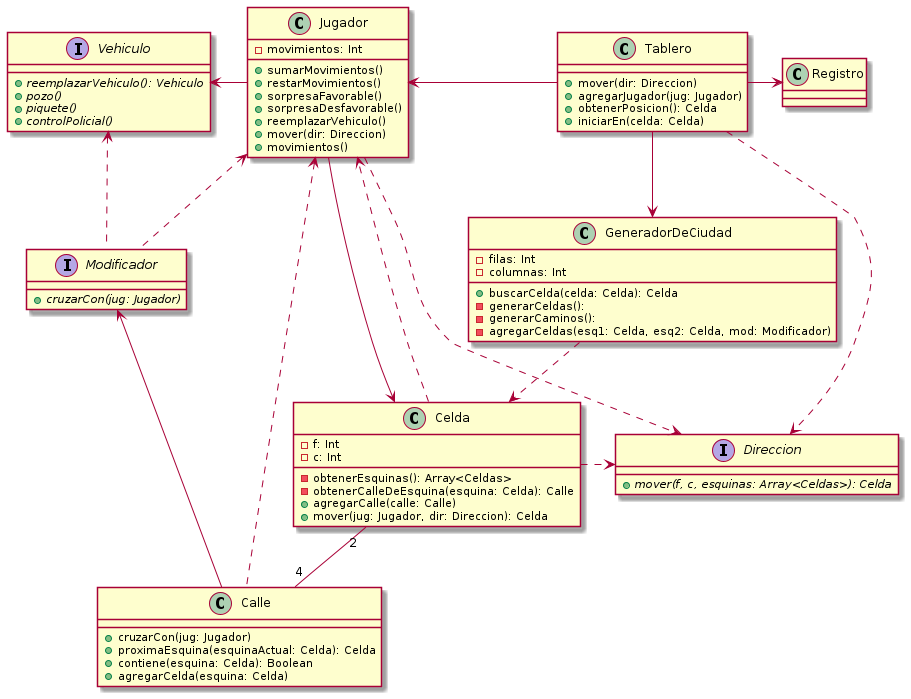 I Vehiculo
reemplazarVehiculo(): Vehiculo
pozo()
piquete()
controlPolicial()
C Jugador
movimientos: Int
sumarMovimientos()
restarMovimientos()
sorpresaFavorable()
sorpresaDesfavorable()
reemplazarVehiculo()
mover(dir: Direccion)
movimientos()
C Tablero
mover(dir: Direccion)
agregarJugador(jug: Jugador)
obtenerPosicion(): Celda
iniciarEn(celda: Celda)
C Registro
I Modificador
cruzarCon(jug: Jugador)
C GeneradorDeCiudad
filas: Int
columnas: Int
buscarCelda(celda: Celda): Celda
generarCeldas():
generarCaminos():
agregarCeldas(esq1: Celda, esq2: Celda, mod: Modificador)
C Celda
f: Int
c: Int
obtenerEsquinas(): Array<Celdas>
obtenerCalleDeEsquina(esquina: Celda): Calle
agregarCalle(calle: Calle)
mover(jug: Jugador, dir: Direccion): Celda
I Direccion
mover(f, c, esquinas: Array<Celdas>): Celda
2
4
C Calle
cruzarCon(jug: Jugador)
proximaEsquina(esquinaActual: Celda): Celda
contiene(esquina: Celda): Boolean
agregarCelda(esquina: Celda)